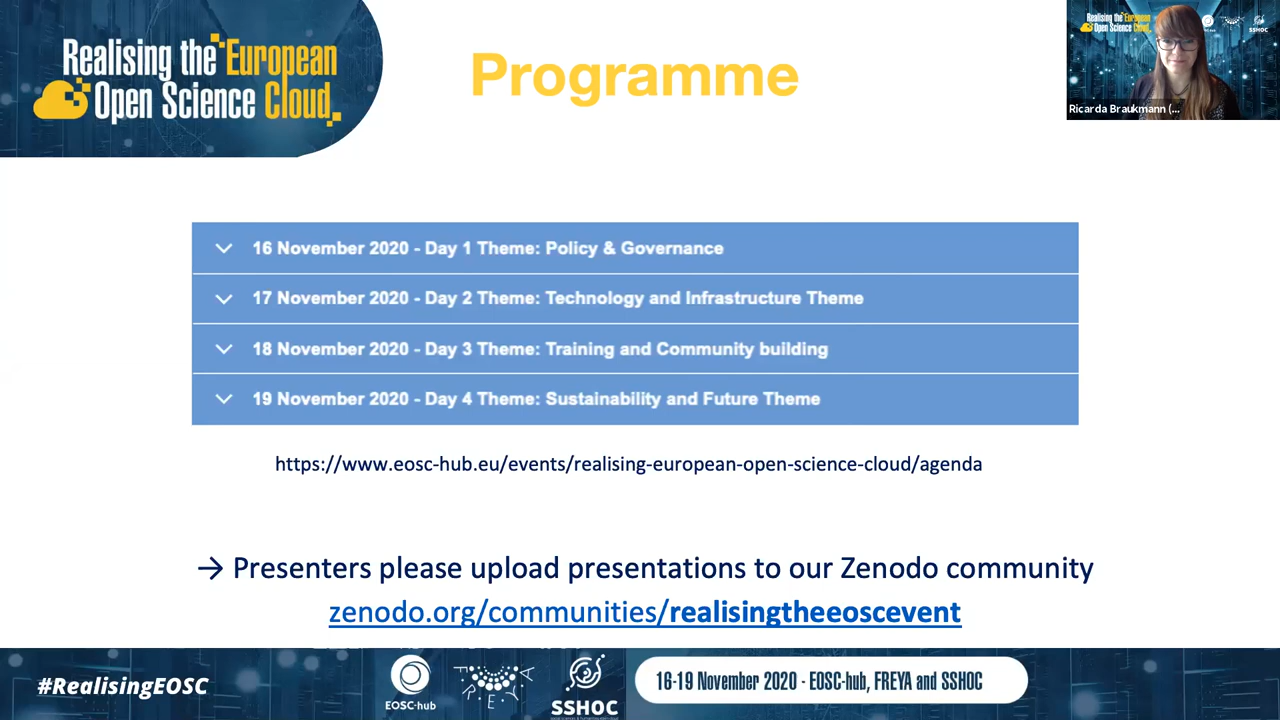 Realising the European
Open Science Cloud
Programme
Realising the European
Open Science Cloud
SSHOC
Ricarda Braukmann (...
16 November 2020 - Day 1 Theme: Policy & Governance
17 November 2020 - Day 2 Theme: Technology and Infrastructure Theme
18 November 2020 - Day 3 Theme: Training and Community building
19 November 2020 - Day 4 Theme: Sustainability and Future Theme
https://www.eosc-hub.eu/events/realising-european-open-science-cloud/agenda
→ Presenters please upload presentations to our Zenodo community
zenodo.org/communities/realisingtheeoscevent
#RealisingEOSC
EOSC-hub
FREYA
SSHOC
16-19 November 2020 - EOSC-hub, FREYA and SSHOC